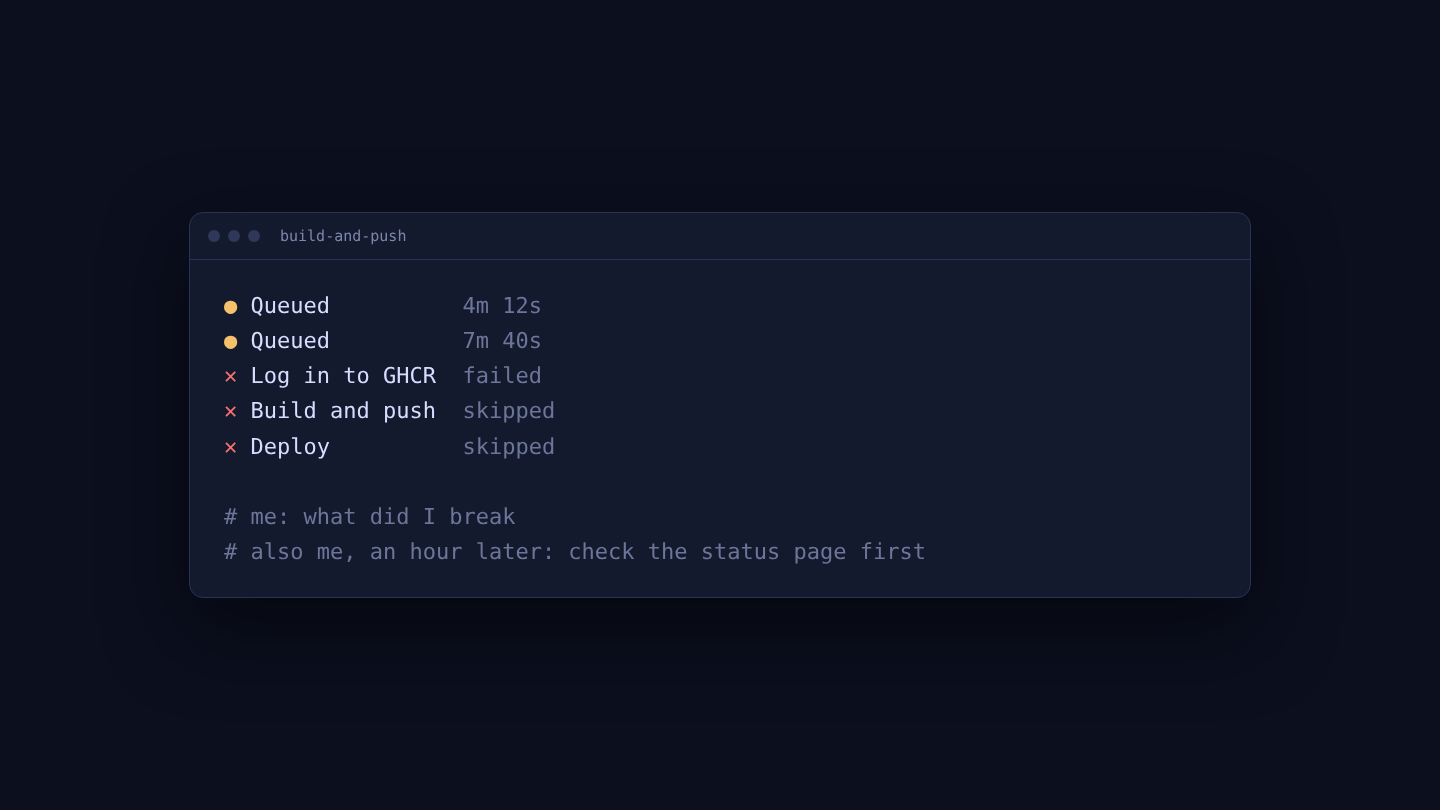 build-and-push
● Queued 4m 12s
● Queued 7m 40s
× Log in to GHCR failed
× Build and push skipped
× Deploy skipped
# me: what did I break
# also me, an hour later: check the status page first